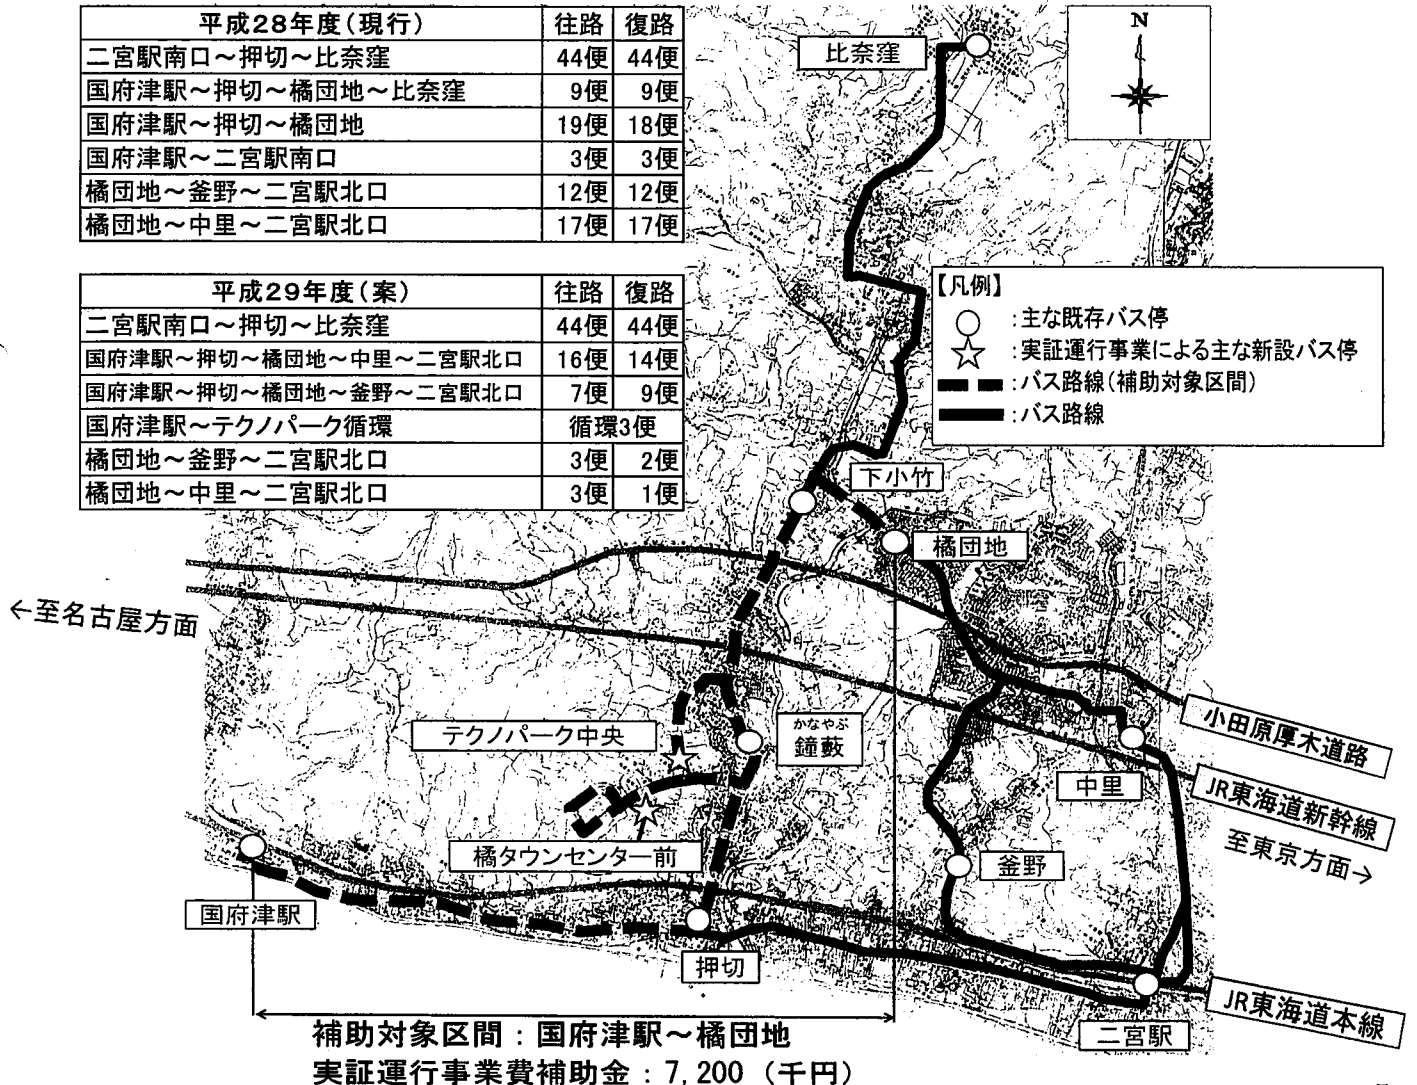 平成28年度(現行) 往路 復路
二宮駅南口～押切～比奈窪 44便 44便
国府津駅～押切～橘団地～比奈窪 9便 9便
国府津駅～押切～橘団地 19便 18便
国府津駅～二宮駅南口 3便 3便
橘団地～釜野～二宮駅北口 12便 12便
橘団地～中里～二宮駅北口 17便 17便
平成29年度(案) 往路 復路
二宮駅南口～押切～比奈窪 44便 44便
国府津駅～押切～橘団地～中里～二宮駅北口 16便 14便
国府津駅～押切～橘団地～釜野～二宮駅北口 7便 9便
国府津駅～テクノパーク循環 循環3便
橘団地～釜野～二宮駅北口 3便 2便
橘団地～中里～二宮駅北口 3便 1便
比奈窪
N
【凡例】
:主な既存バス停
:実証運行事業による主な新設バス停
:バス路線(補助対象区間)
:バス路線
下小竹
橘団地
←至名古屋方面
小田原厚木道路
かなやぶ
鐘藪
テクノパーク中央
中里
JR東海道新幹線
至東京方面→
橘タウンセンター前
釜野
国府津駅
押切
JR東海道本線
二宮駅
補助対象区間：国府津駅～橘団地
実証運行事業費補助金：7,200（千円）